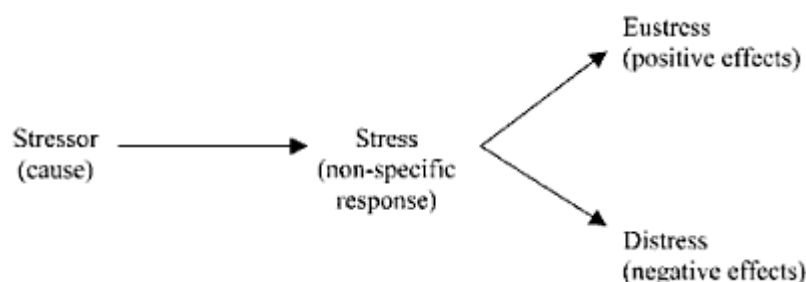 Eustress
(positive effects)
Stressor
(cause)
Stress
(non-specific
response)
Distress
(negative effects)